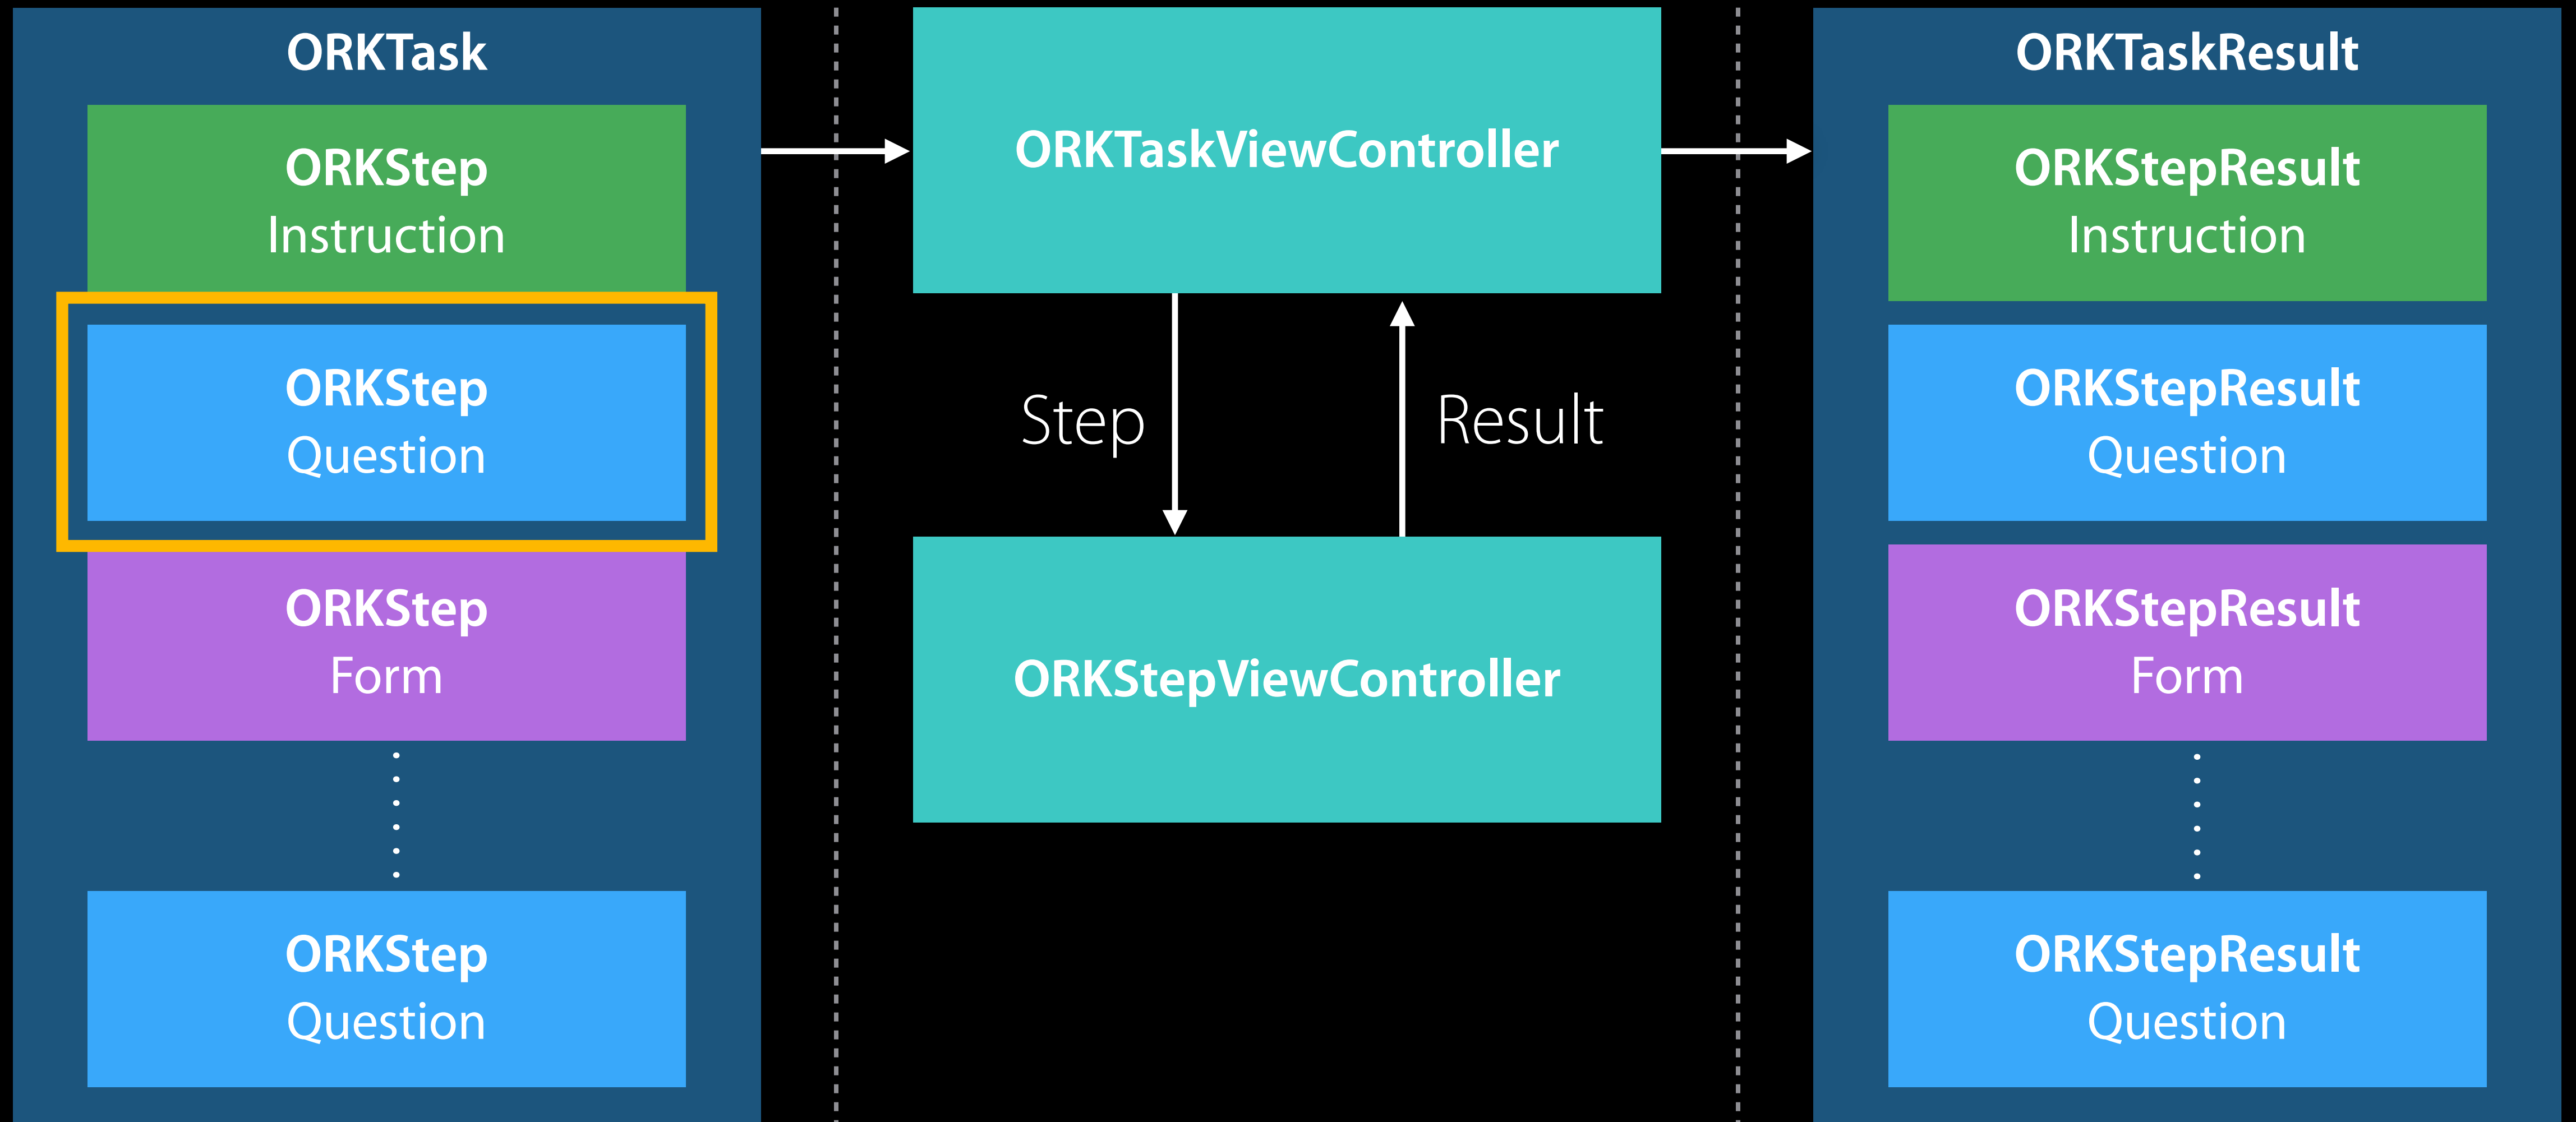 ORKTask
ORKStep
Instruction
ORKStep
Question
ORKStep
Form
ORKStep
Question
ORKTaskViewController
Step
Result
ORKStepViewController
ORKTaskResult
ORKStepResult
Instruction
ORKStepResult
Question
ORKStepResult
Form
ORKStepResult
Question